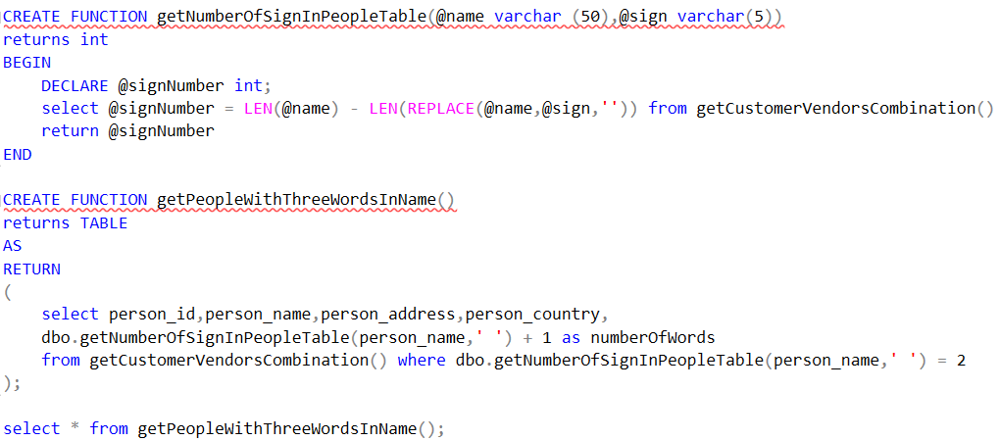 CREATE FUNCTION getNumberOfSignInPeopleTable(@name varchar (50),@sign varchar(5))
returns int
BEGIN
    DECLARE @signNumber int;
    select @signNumber = LEN(@name) - LEN(REPLACE(@name,@sign,'')) from getCustomerVendorsCombination()
    return @signNumber
END

CREATE FUNCTION getPeopleWithThreeWordsInName()
returns TABLE
AS
RETURN
(
    select person_id,person_name,person_address,person_country,
    dbo.getNumberOfSignInPeopleTable(person_name,' ') + 1 as numberOfWords
    from getCustomerVendorsCombination() where dbo.getNumberOfSignInPeopleTable(person_name,' ') = 2
);

select * from getPeopleWithThreeWordsInName();